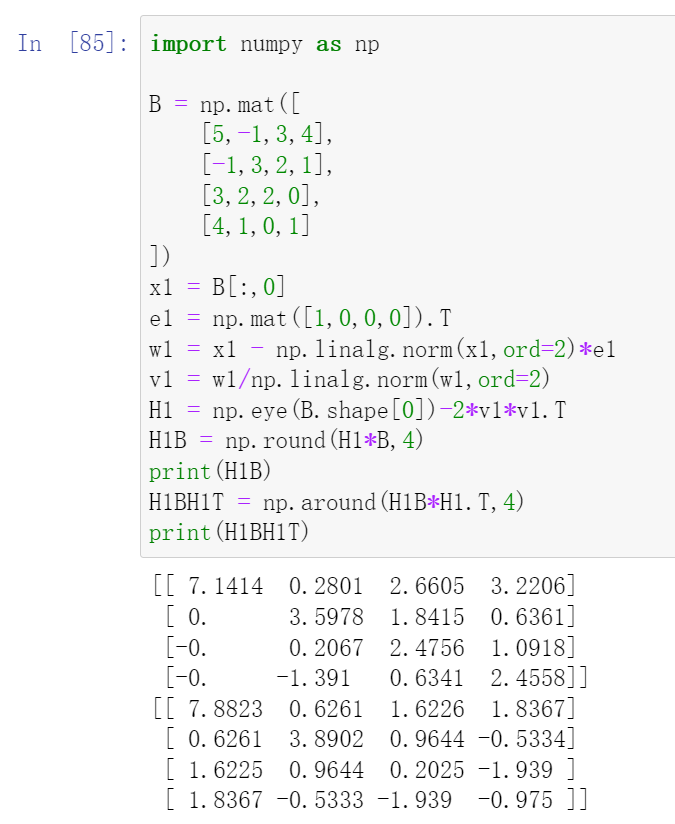 In [85]: import numpy as np
B = np.mat([
    [5,-1,3,4],
    [-1,3,2,1],
    [3,2,2,0],
    [4,1,0,1]
])
x1 = B[:,0]
e1 = np.mat([1,0,0,0]).T
w1 = x1 - np.linalg.norm(x1,ord=2)*e1
v1 = w1/np.linalg.norm(w1,ord=2)
H1 = np.eye(B.shape[0])-2*v1*v1.T
H1B = np.round(H1*B,4)
print(H1B)
H1BH1T = np.around(H1B*H1.T,4)
print(H1BH1T)
[[ 7.1414  0.2801  2.6605  3.2206]
 [ 0.      3.5978  1.8415  0.6361]
 [-0.      0.2067  2.4756  1.0918]
 [-0.     -1.391   0.6341  2.4558]]
[[ 7.8823  0.6261  1.6226  1.8367]
 [ 0.6261  3.8902  0.9644 -0.5334]
 [ 1.6225  0.9644  0.2025 -1.939 ]
 [ 1.8367 -0.5333 -1.939  -0.975 ]]